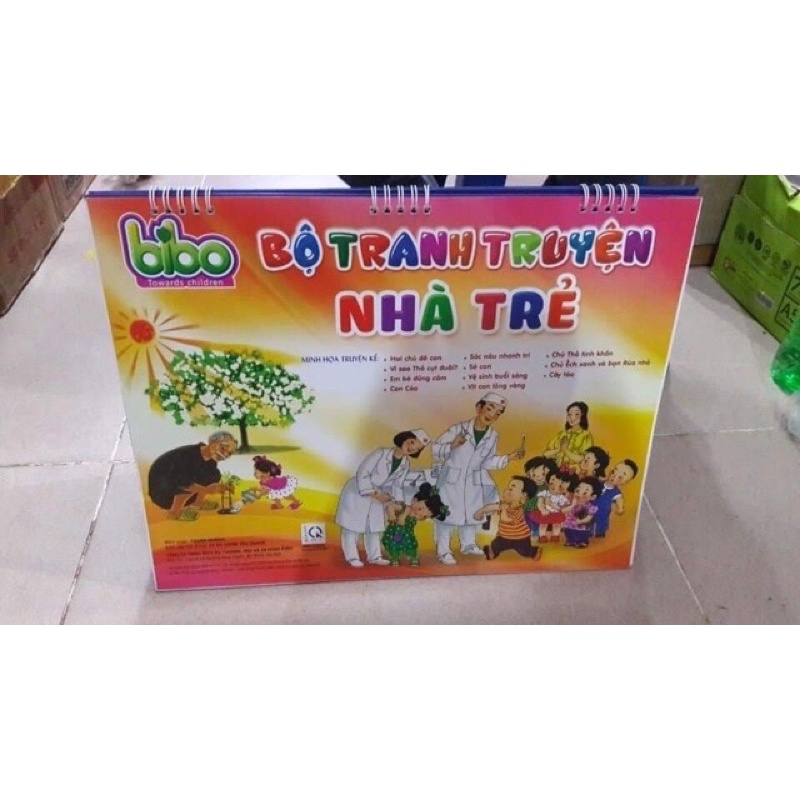 bibo
Towards children
BỘ TRANH TRUYỆN
NHÀ TRẺ
MINH HỌA TRUYỆN KỂ:
• Hai chú dê con
• Vì sao Thỏ cụt đuôi?
• Em bé dũng cảm
• Con Cáo
• Sóc nâu nhanh trí
• Sẻ con
• Vệ sinh buổi sáng
• Vịt con lông vàng
• Chú Thỏ tinh khôn
• Chú Ếch xanh và bạn Rùa nhỏ
• Cây táo